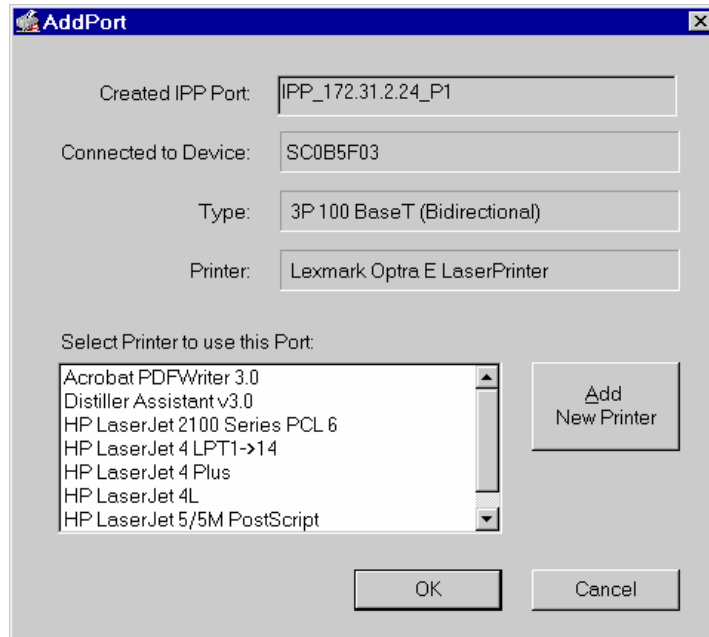 AddPort
Created IPP Port: IPP_172.31.2.24_P1
Connected to Device: SC0B5F03
Type: 3P 100 BaseT (Bidirectional)
Printer: Lexmark Optra E LaserPrinter
Select Printer to use this Port:
Acrobat PDFWriter 3.0
Distiller Assistant v3.0
HP LaserJet 2100 Series PCL 6
HP LaserJet 4 LPT1->14
HP LaserJet 4 Plus
HP LaserJet 4L
HP LaserJet 5/5M PostScript
Add
New Printer
OK Cancel